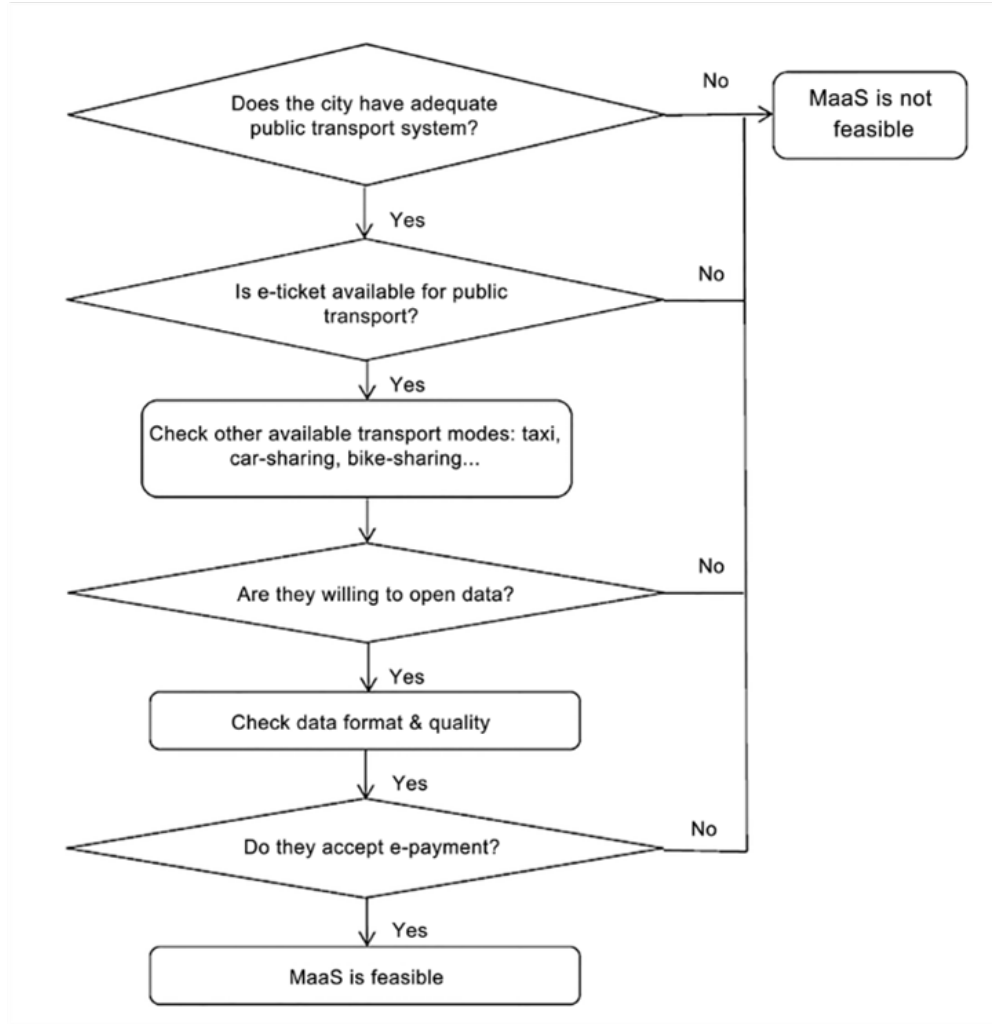 Does the city have adequate
public transport system?
No
MaaS is not
feasible
Yes
Is e-ticket available for public
transport?
No
Yes
Check other available transport modes: taxi,
car-sharing, bike-sharing...
Are they willing to open data?
No
Yes
Check data format & quality
Yes
Do they accept e-payment?
No
Yes
MaaS is feasible